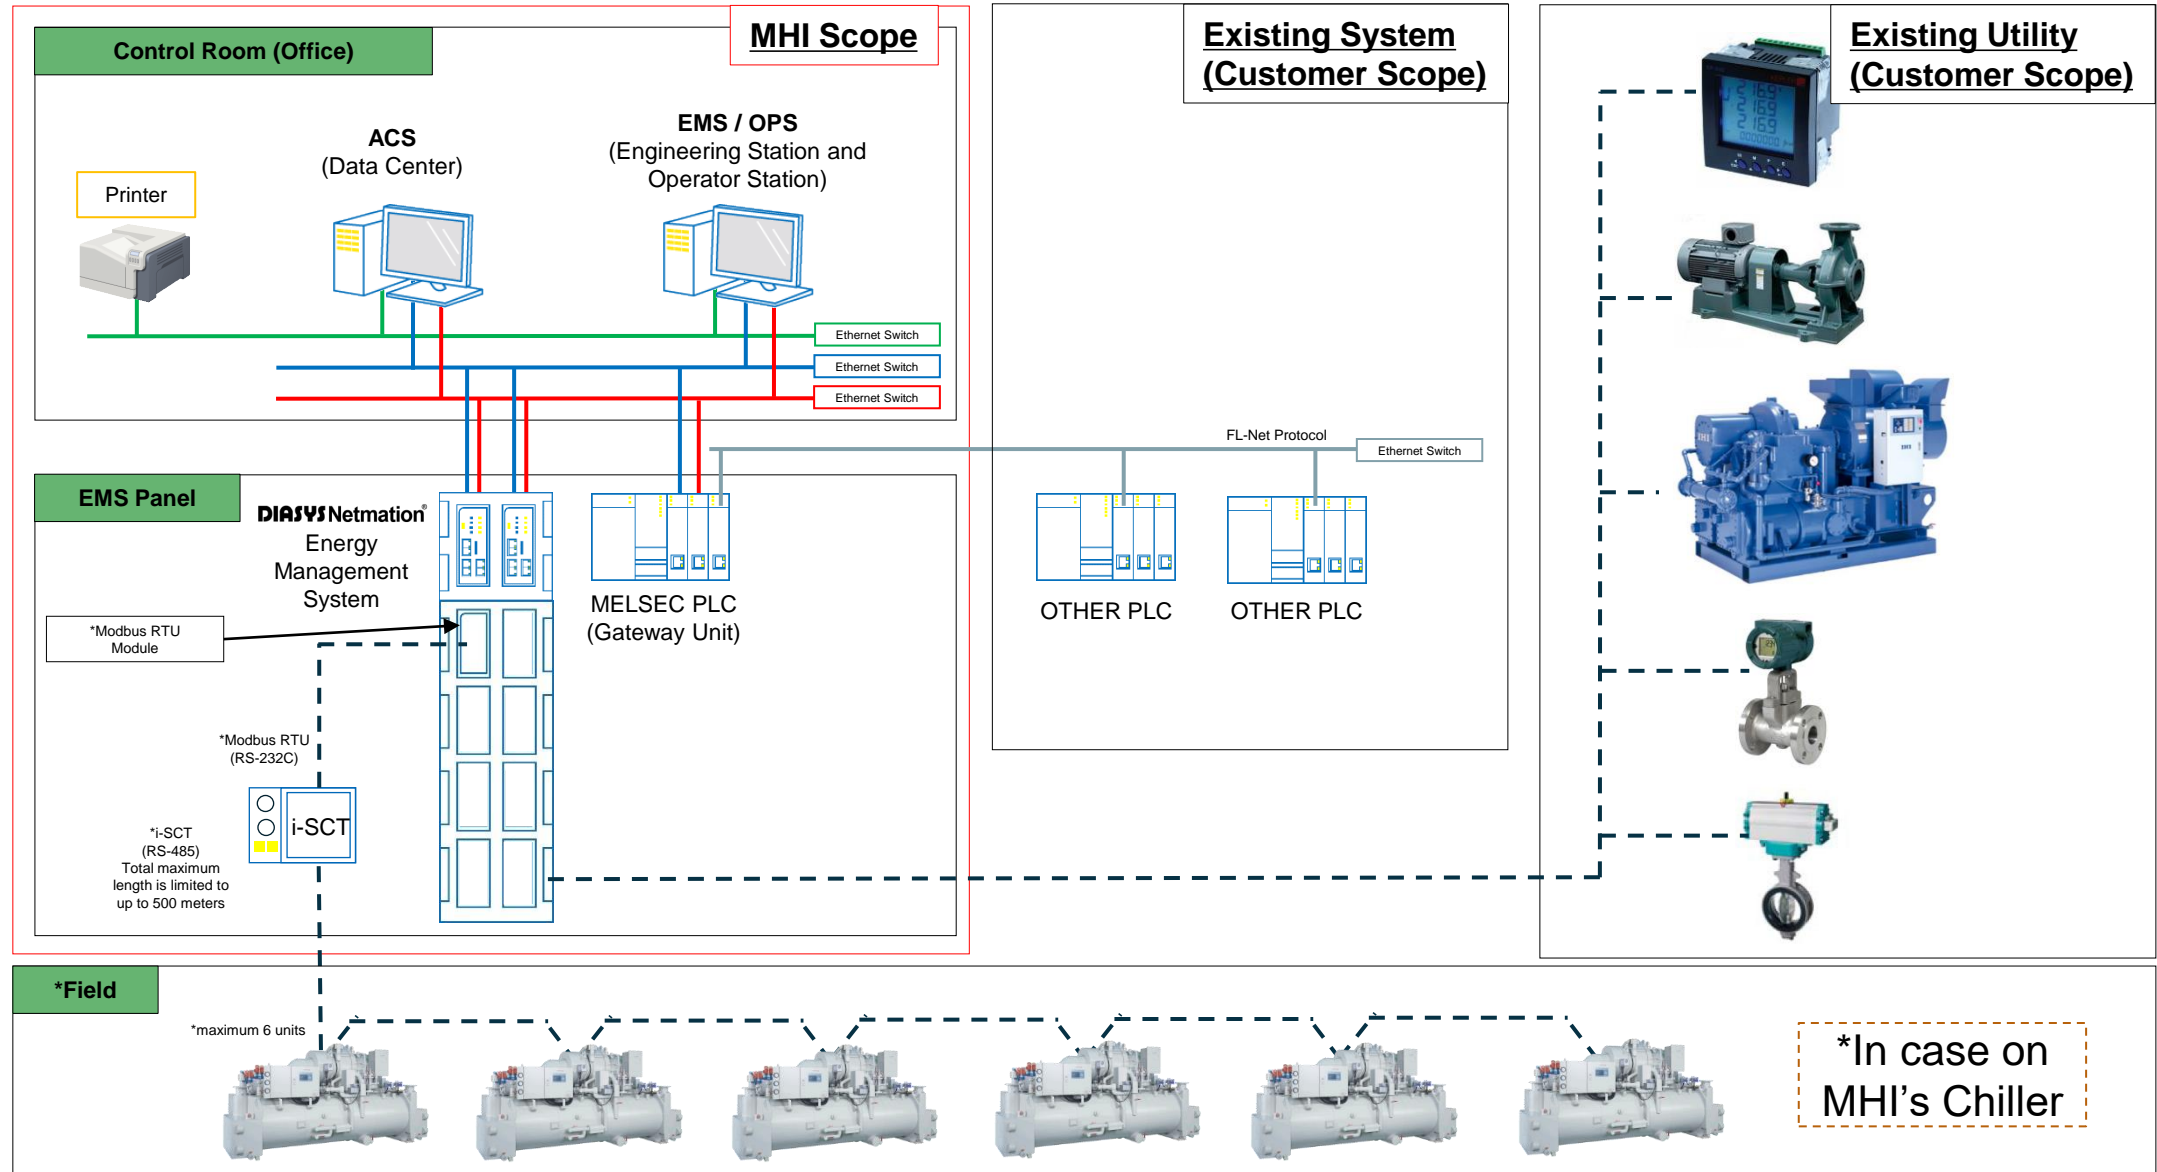 MHI Scope
Control Room (Office)
Existing System
(Customer Scope)
Existing Utility
(Customer Scope)
ACS
(Data Center)
EMS / OPS
(Engineering Station and
Operator Station)
Printer
Ethernet Switch
Ethernet Switch
Ethernet Switch
FL-Net Protocol
Ethernet Switch
EMS Panel
DIASYS Netmation®
Energy
Management
System
MELSEC PLC
(Gateway Unit)
OTHER PLC
OTHER PLC
*Modbus RTU
Module
*Modbus RTU
(RS-232C)
i-SCT
*i-SCT
(RS-485)
Total maximum
length is limited to
up to 500 meters
*Field
*maximum 6 units
*In case on
MHI's Chiller